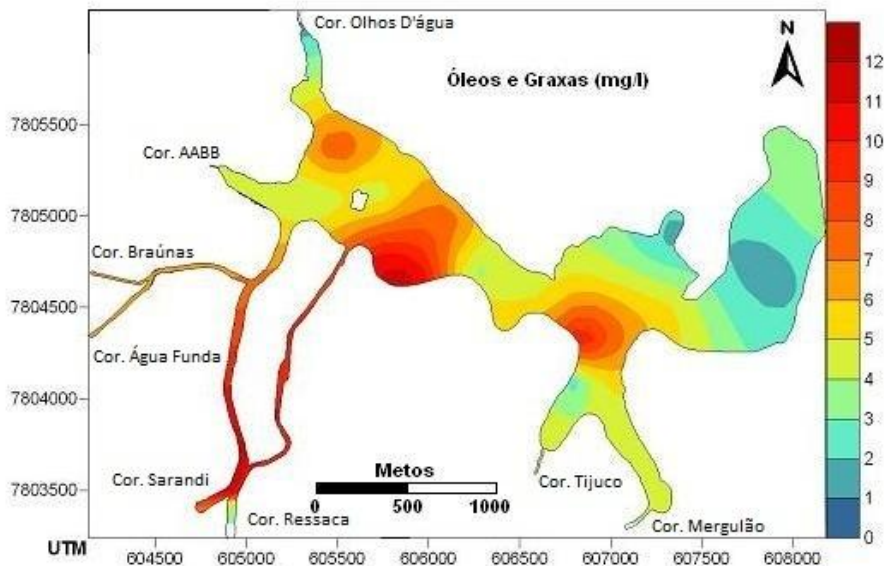 Cor. Olhos D'água
Óleos e Graxas (mg/l)
N
7805500
Cor. AABB
7805000
Cor. Braúnas
7804500
Cor. Água Funda
7804000
Cor. Sarandi
7803500
Cor. Ressaca
Metos
0 500 1000
Cor. Tijuco
Cor. Mergulão
12
11
10
9
8
7
6
5
4
3
2
1
0
UTM
604500 605000 605500 606000 606500 607000 607500 608000